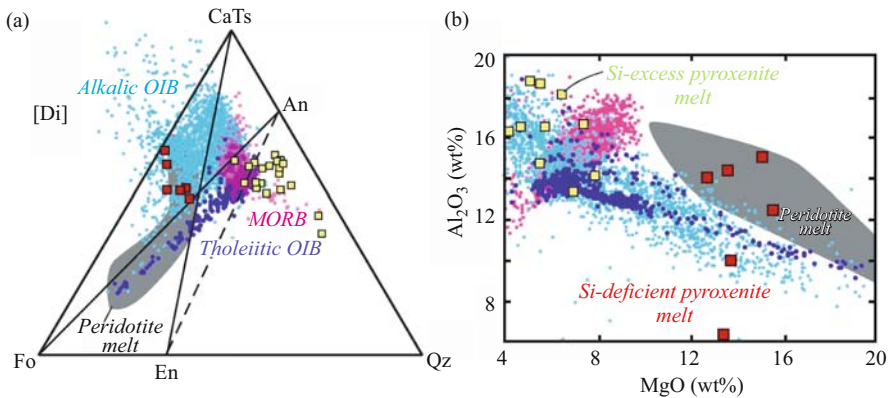 (a)
CaTs
Alkalic OIB
An
[Di]
MORB
Tholeiitic OIB
Peridotite
melt
Fo
En
Qz
(b)
20
16
12
8
Al2O3 (wt%)
Si-excess pyroxenite
melt
Peridotite
melt
Si-deficient pyroxenite
melt
4
8
12
16
20
MgO (wt%)